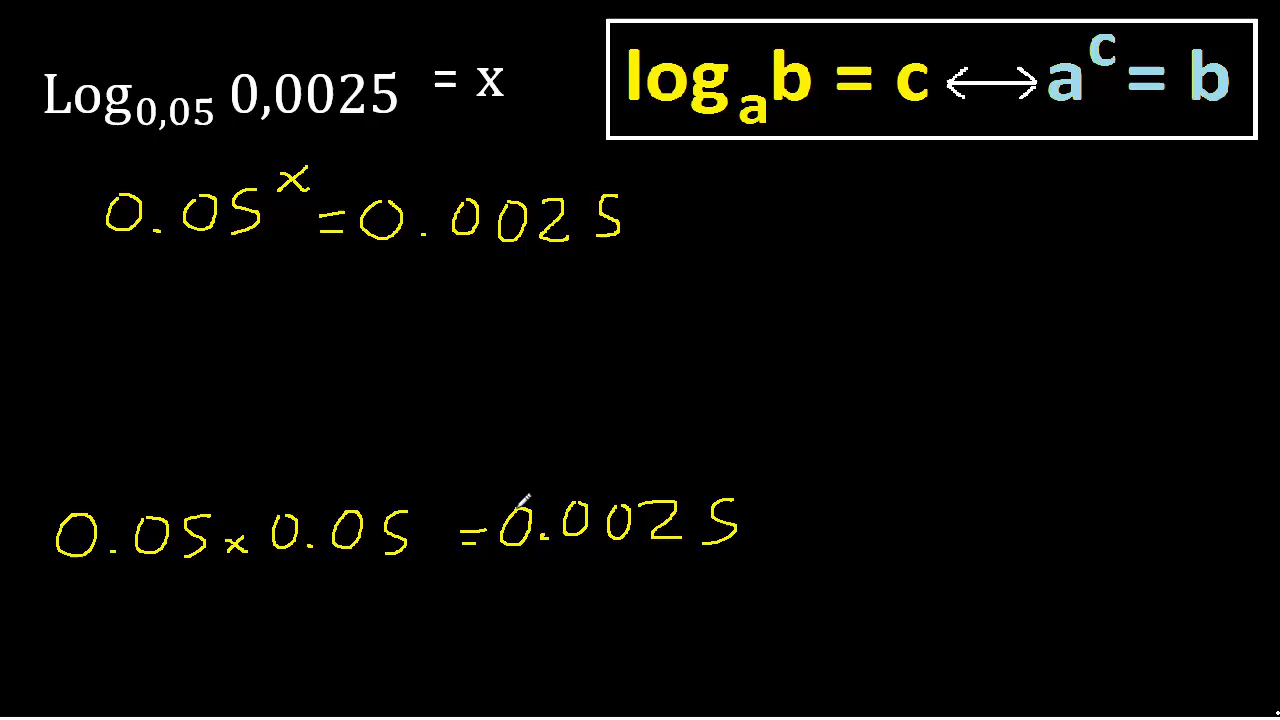 Log₀,₀₅ 0,0025 = x
logₐb = c ↔ aᶜ = b
0.05ˣ = 0.0025
0.05 x 0.05 = 0.0025